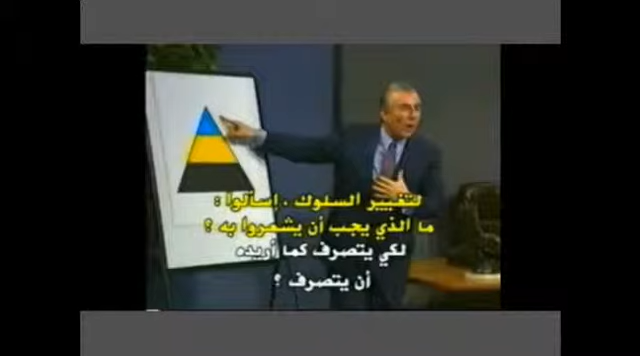 لتغيير السلوك ، إسألوا :
ما الذي يجب أن يشعروا به ؟
لكي يتصرف كما أريده
أن يتصرف ؟